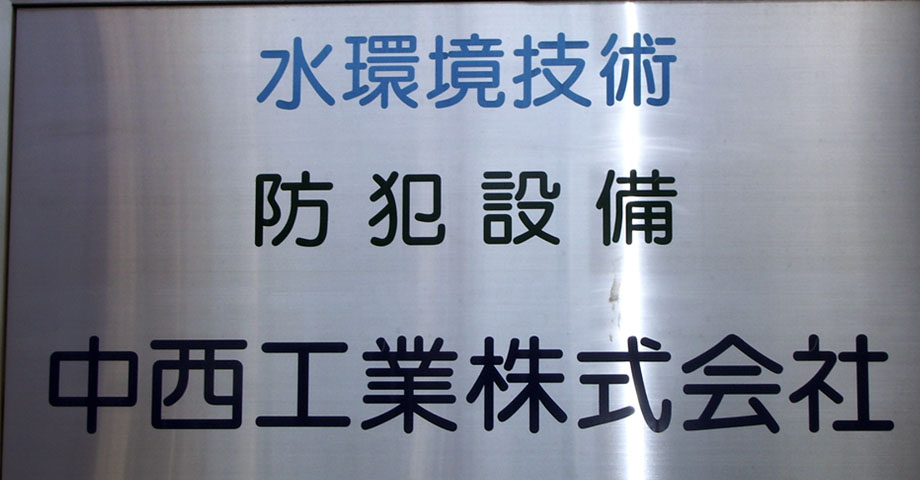 水環境技術
防犯設備
中西工業株式会社